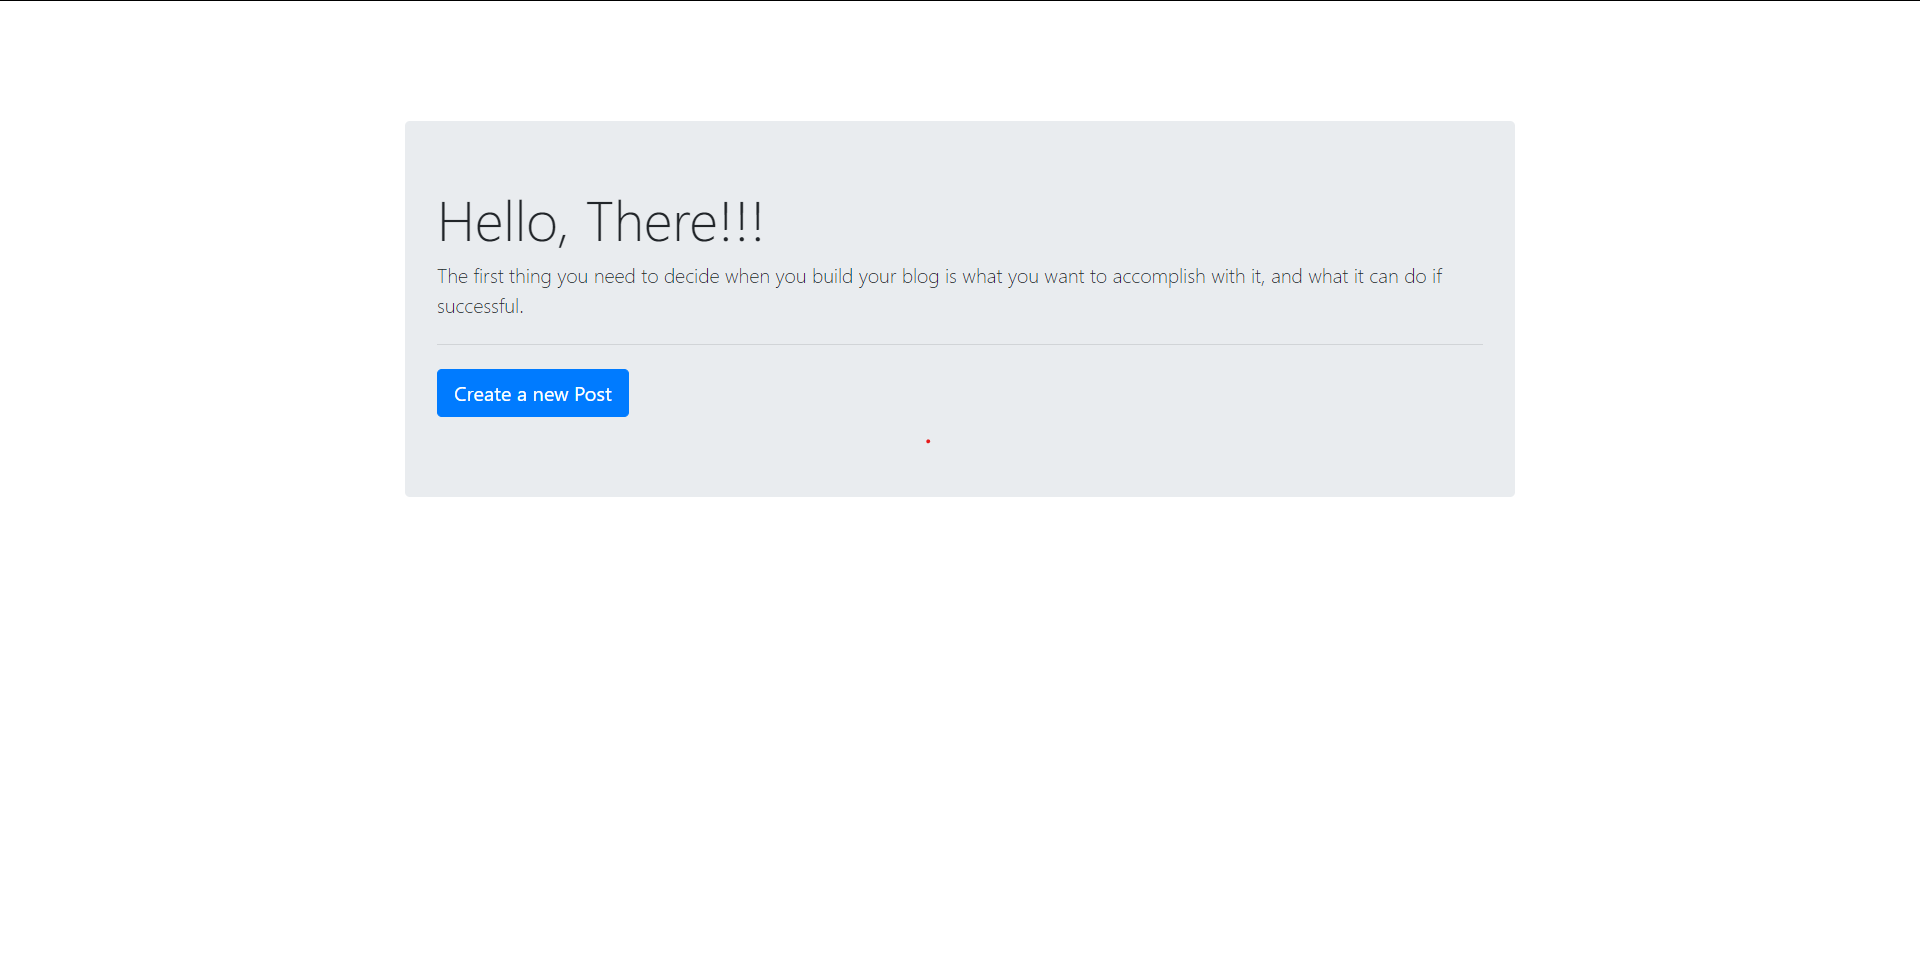 Hello, There!!!
The first thing you need to decide when you build your blog is what you want to accomplish with it, and what it can do if
successful.
Create a new Post